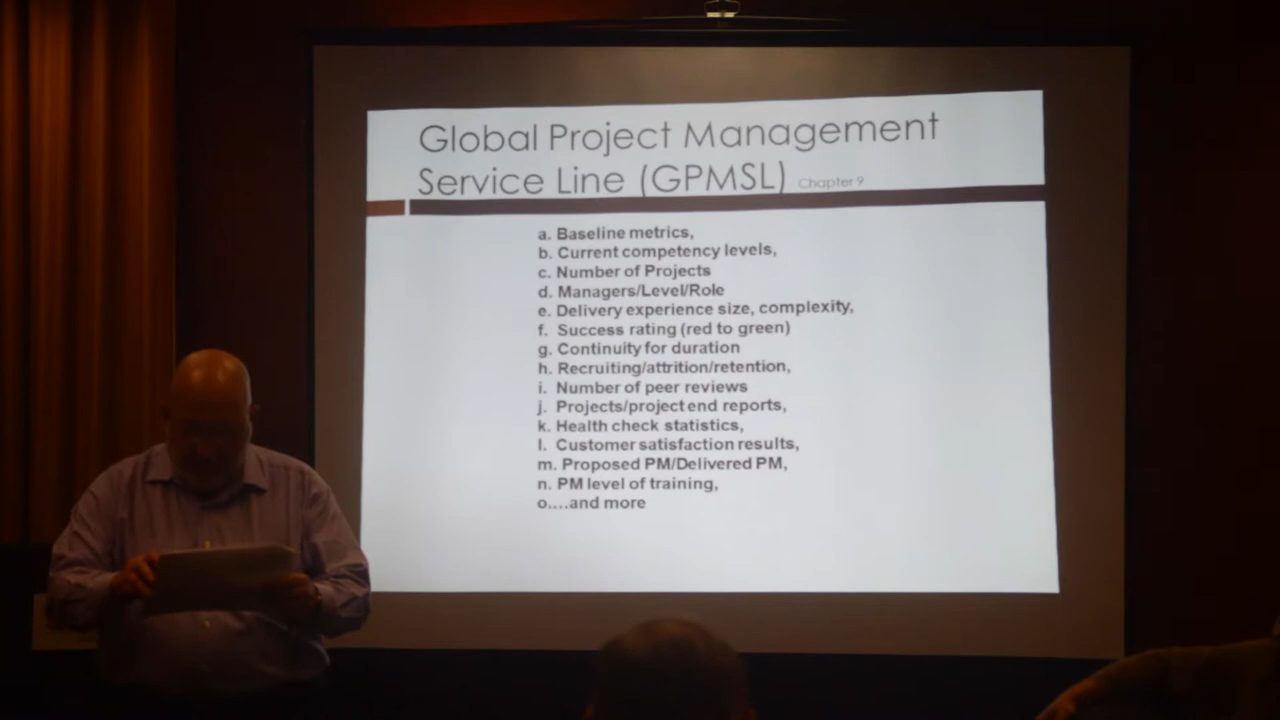 Global Project Management
Service Line (GPMSL) Chapter 9
a. Baseline metrics,
b. Current competency levels,
c. Number of Projects
d. Managers/Level/Role
e. Delivery experience size, complexity,
f. Success rating (red to green)
g. Continuity for duration
h. Recruiting/attrition/retention,
i. Number of peer reviews
j. Projects/project end reports,
k. Health check statistics,
l. Customer satisfaction results,
m. Proposed PM/Delivered PM,
n. PM level of training,
o....and more